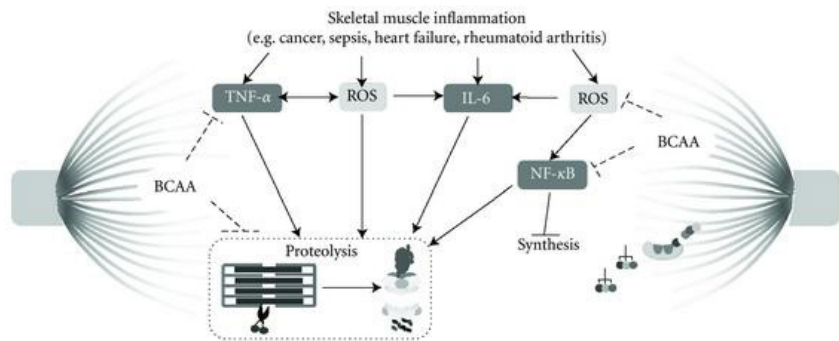 Skeletal muscle inflammation
(e.g. cancer, sepsis, heart failure, rheumatoid arthritis)
TNF-α
ROS
IL-6
ROS
BCAA
BCAA
NF-κB
Synthesis
Proteolysis